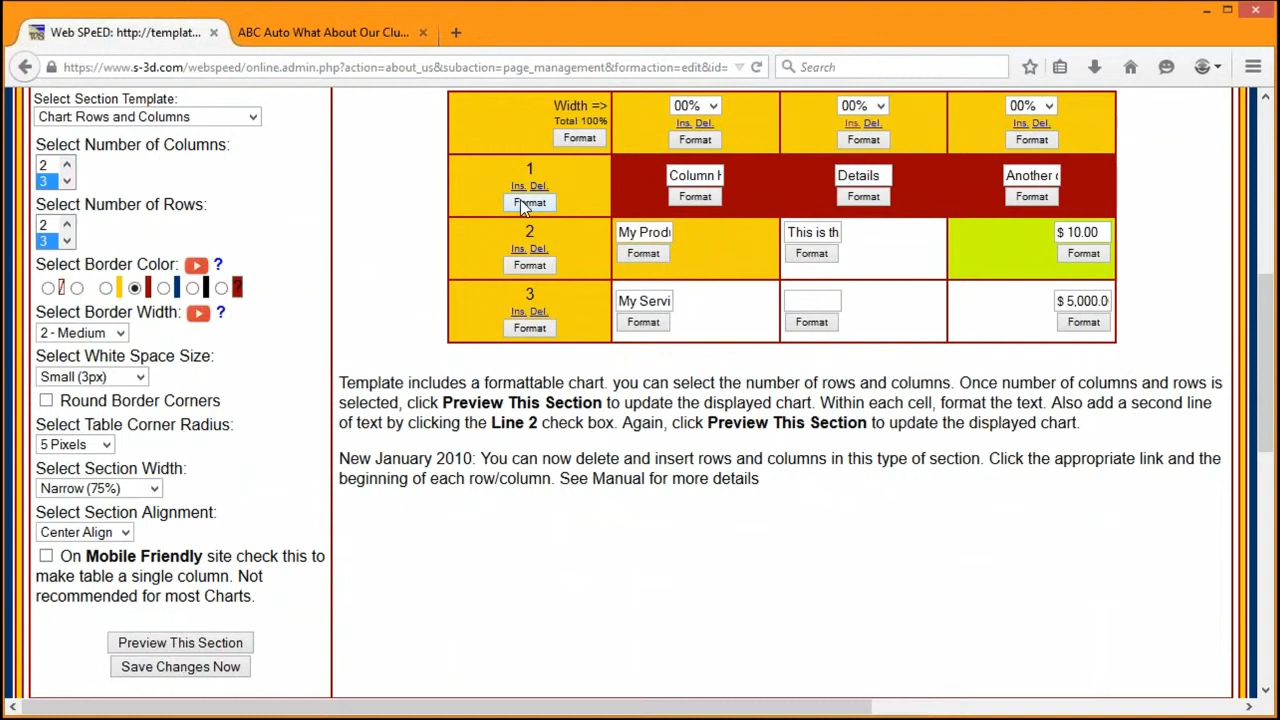 Web SPeED: http://templat...
ABC Auto What About Our Clu...
https://www.s-3d.com/webspeed/online.admin.php?action=about_us&subaction=page_management&formaction=edit&id=
Search
Select Section Template:
Chart: Rows and Columns
Select Number of Columns:
2
3
Select Number of Rows:
2
3
Select Border Color: ?
?
Select Border Width: ?
2 - Medium
Select White Space Size:
Small (3px)
Round Border Corners
Select Table Corner Radius:
5 Pixels
Select Section Width:
Narrow (75%)
Select Section Alignment:
Center Align
On Mobile Friendly site check this to
make table a single column. Not
recommended for most Charts.
Preview This Section
Save Changes Now
Width => 00% 00% 00%
Total 100% Ins. Del. Ins. Del. Ins. Del.
Format Format Format Format
1 Column H Details Another c
Ins. Del.
Format Format Format Format
2 My Produ This is th $ 10.00
Ins. Del.
Format Format Format Format
3 My Servi $ 5,000.0
Ins. Del.
Format Format Format Format
Template includes a formattable chart. you can select the number of rows and columns. Once number of columns and rows is
selected, click Preview This Section to update the displayed chart. Within each cell, format the text. Also add a second line
of text by clicking the Line 2 check box. Again, click Preview This Section to update the displayed chart.
New January 2010: You can now delete and insert rows and columns in this type of section. Click the appropriate link and the
beginning of each row/column. See Manual for more details